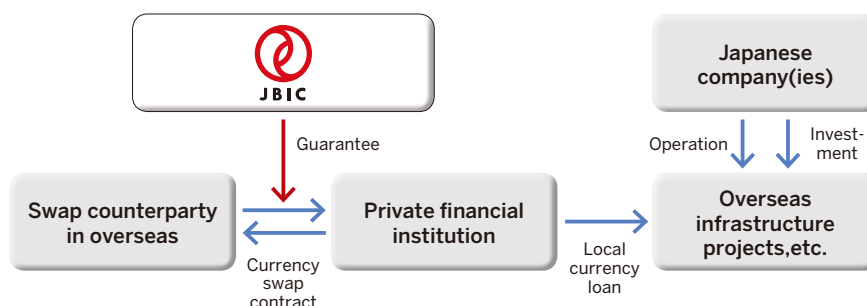 JBIC
Japanese
company(ies)
Guarantee
Operation
Invest-
ment
Swap counterparty
in overseas
Private financial
institution
Overseas
infrastructure
projects,etc.
Currency
swap
contract
Local
currency
loan